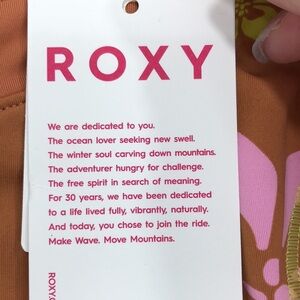 ROXY
We are dedicated to you.
The ocean lover seeking new swell.
The winter soul carving down mountains.
The adventurer hungry for challenge.
The free spirit in search of meaning.
For 30 years, we have been dedicated
to a life lived fully, vibrantly, naturally.
And today, you chose to join the ride.
Make Wave. Move Mountains.
ROXY